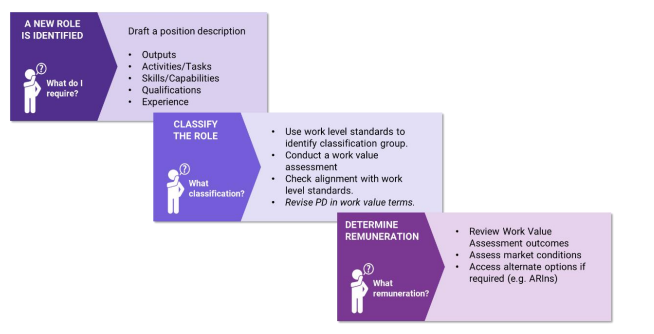 A NEW ROLE
IS IDENTIFIED
?
What do I
require?
Draft a position description
• Outputs
• Activities/Tasks
• Skills/Capabilities
• Qualifications
• Experience
CLASSIFY
THE ROLE
?
What
classification?
• Use work level standards to
identify classification group.
• Conduct a work value
assessment
• Check alignment with work
level standards.
• Revise PD in work value terms.
DETERMINE
REMUNERATION
?
What
remuneration?
• Review Work Value
Assessment outcomes
• Assess market conditions
• Access alternate options if
required (e.g. ARIns)